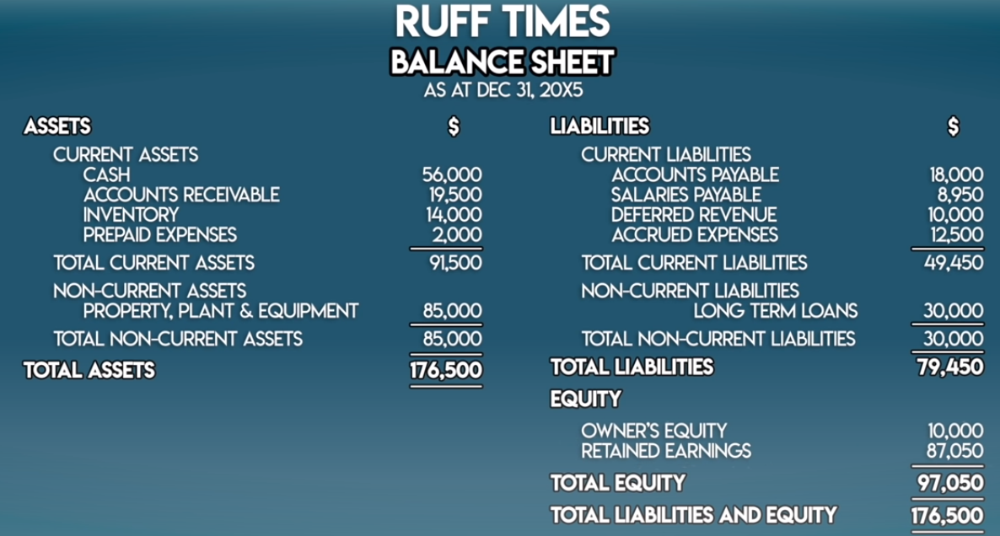 RUFF TIMES
BALANCE SHEET
AS AT DEC 31, 20X5
ASSETS $
CURRENT ASSETS
CASH 56,000
ACCOUNTS RECEIVABLE 19,500
INVENTORY 14,000
PREPAID EXPENSES 2,000
TOTAL CURRENT ASSETS 91,500
NON-CURRENT ASSETS
PROPERTY, PLANT & EQUIPMENT 85,000
TOTAL NON-CURRENT ASSETS 85,000
TOTAL ASSETS 176,500
LIABILITIES $
CURRENT LIABILITIES
ACCOUNTS PAYABLE 18,000
SALARIES PAYABLE 8,950
DEFERRED REVENUE 10,000
ACCRUED EXPENSES 12,500
TOTAL CURRENT LIABILITIES 49,450
NON-CURRENT LIABILITIES
LONG TERM LOANS 30,000
TOTAL NON-CURRENT LIABILITIES 30,000
TOTAL LIABILITIES 79,450
EQUITY
OWNER'S EQUITY 10,000
RETAINED EARNINGS 87,050
TOTAL EQUITY 97,050
TOTAL LIABILITIES AND EQUITY 176,500